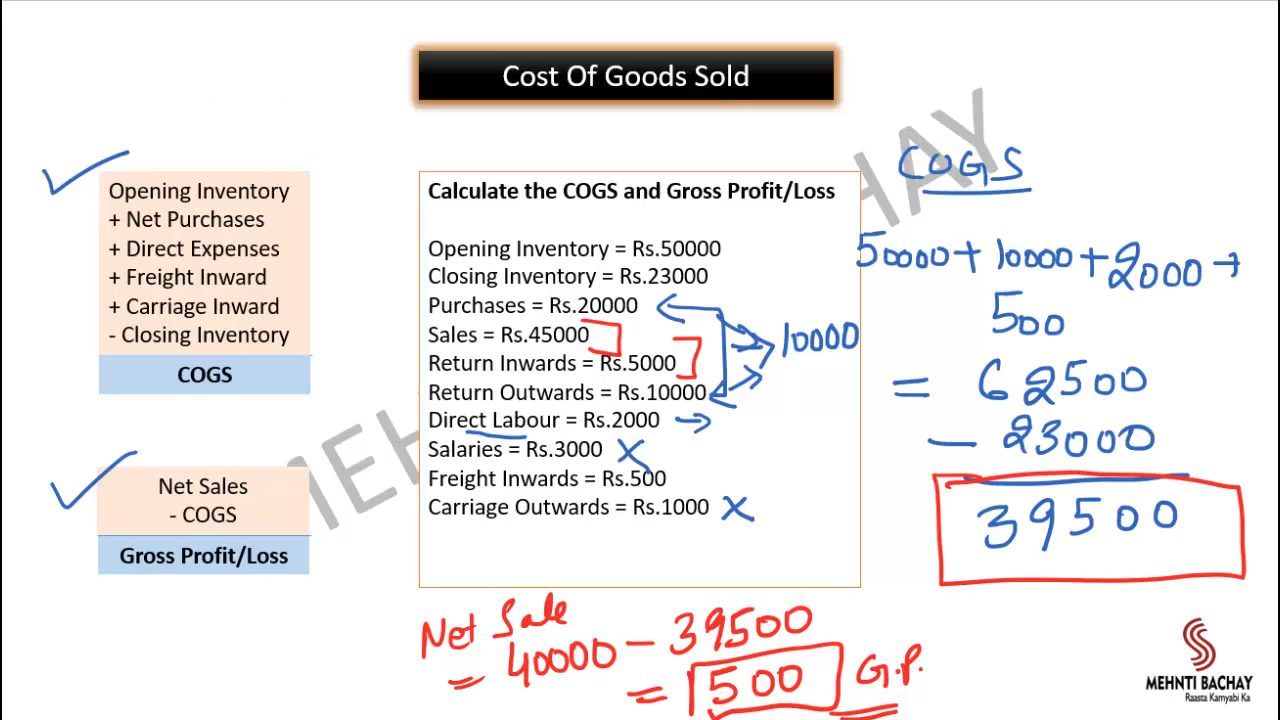 Cost Of Goods Sold
Opening Inventory
+ Net Purchases
+ Direct Expenses
+ Freight Inward
+ Carriage Inward
- Closing Inventory
COGS
Net Sales
- COGS
Gross Profit/Loss
Calculate the COGS and Gross Profit/Loss
Opening Inventory = Rs.50000
Closing Inventory = Rs.23000
Purchases = Rs.20000
Sales = Rs.45000
Return Inwards = Rs.5000
Return Outwards = Rs.10000
Direct Labour = Rs.2000
Salaries = Rs.3000
Freight Inwards = Rs.500
Carriage Outwards = Rs.1000
10000
COGS
50000 + 10000 + 2000 +
500
= 62500
- 23000
39500
Net Sale
= 40000 - 39500
= 500 G.P.
MEHNTI BACHAY
Raasta Kamyabi Ka